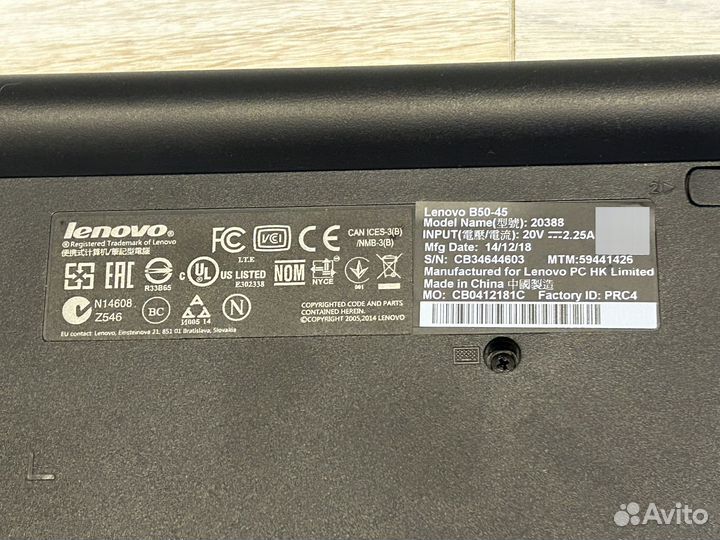 lenovo®
® Registered Trademark of Lenovo
便携式计算机/筆記型電腦
FC
I.T.E
VCCI
CAN ICES-3(B)
/NMB-3(B)
EAC
R33B65
c UL US LISTED
E302338
NOM
NYCE
001
N14608
Z546
BC
И005 14
N
COPYRIGHTED CODE AND PARTS
CONTAINED HEREIN.
©COPYRIGHT 2005,2014 LENOVO
EU contact: Lenovo, Einsteinova 21, 851 01 Bratislava, Slovakia
Lenovo B50-45
Model Name(型號): 20388
INPUT(電壓/電流): 20V ⎓2.25A
Mfg Date: 14/12/18
S/N: CB34644603 MTM:59441426
Manufactured for Lenovo PC HK Limited
Made in China 中國製造
MO: CB0412181C Factory ID: PRC4
2
Avito